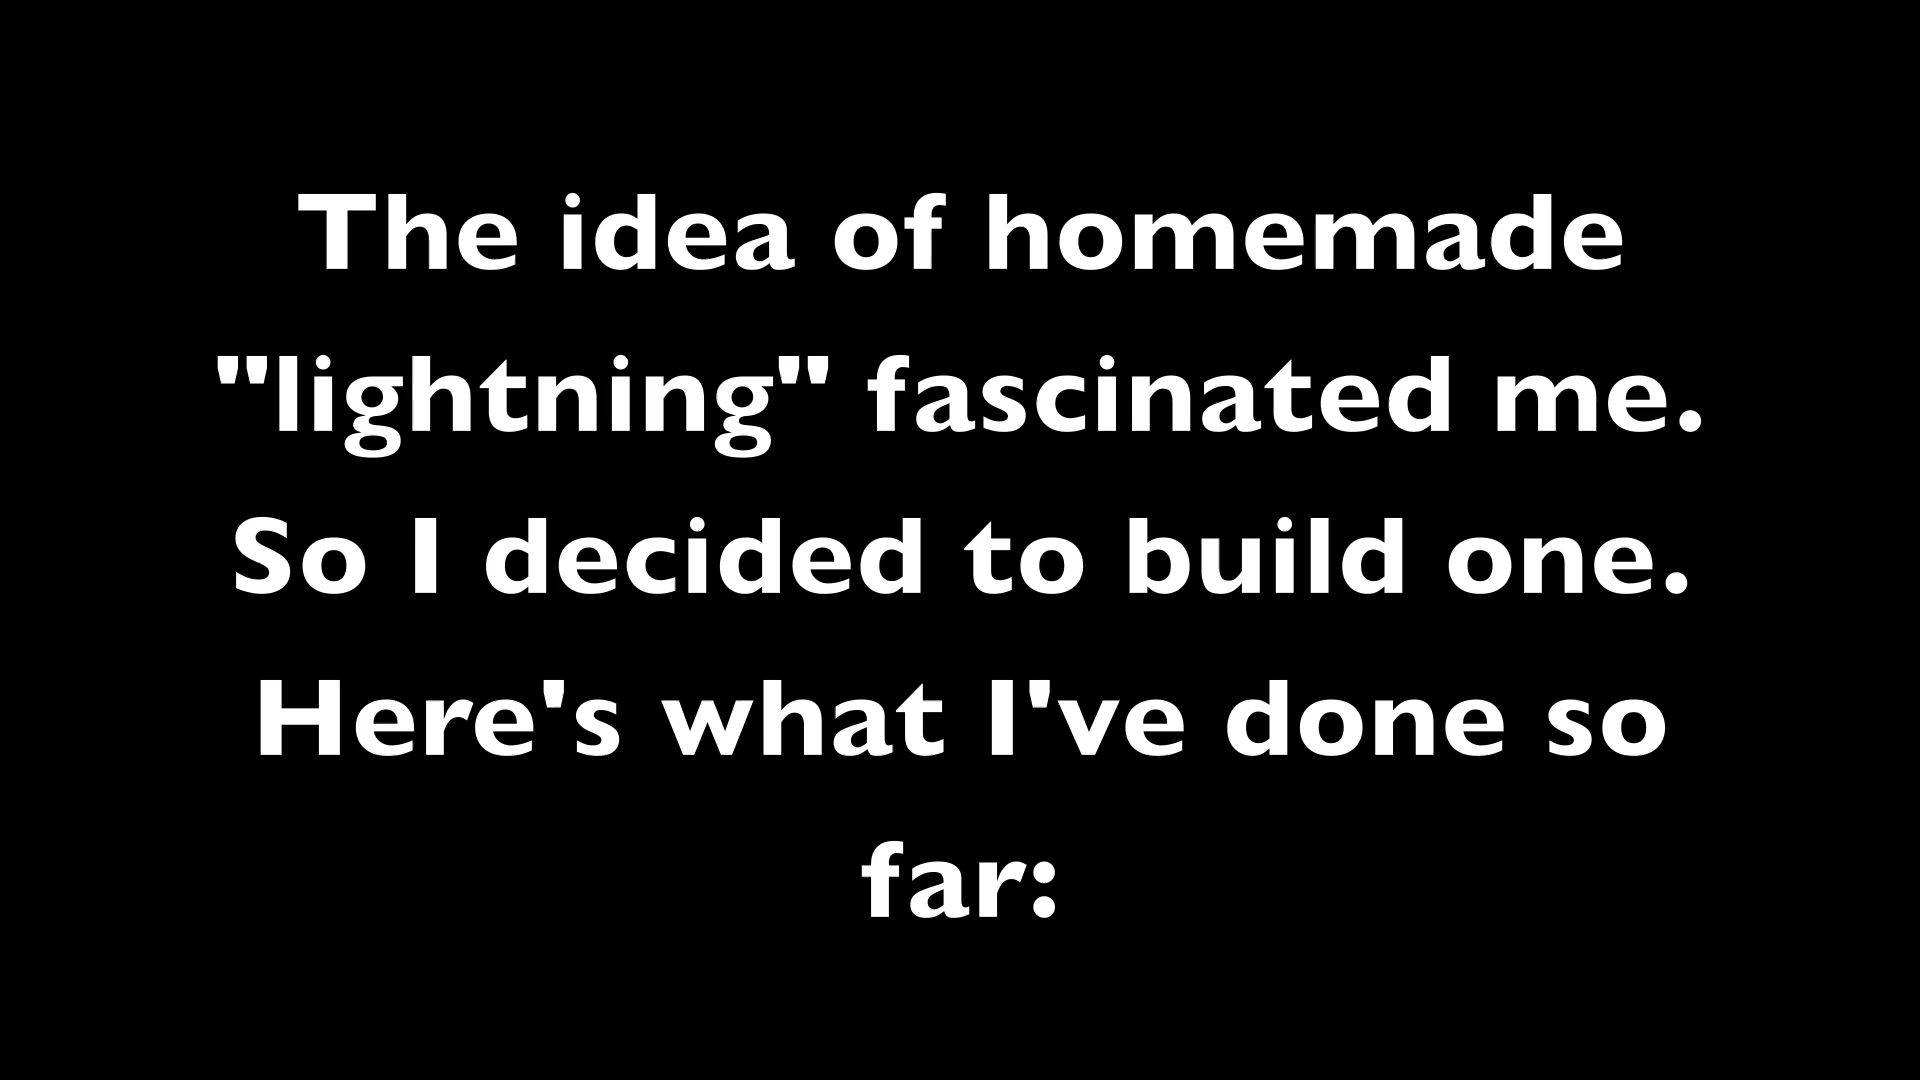 The idea of homemade
"lightning" fascinated me.
So I decided to build one.
Here's what I've done so
far: